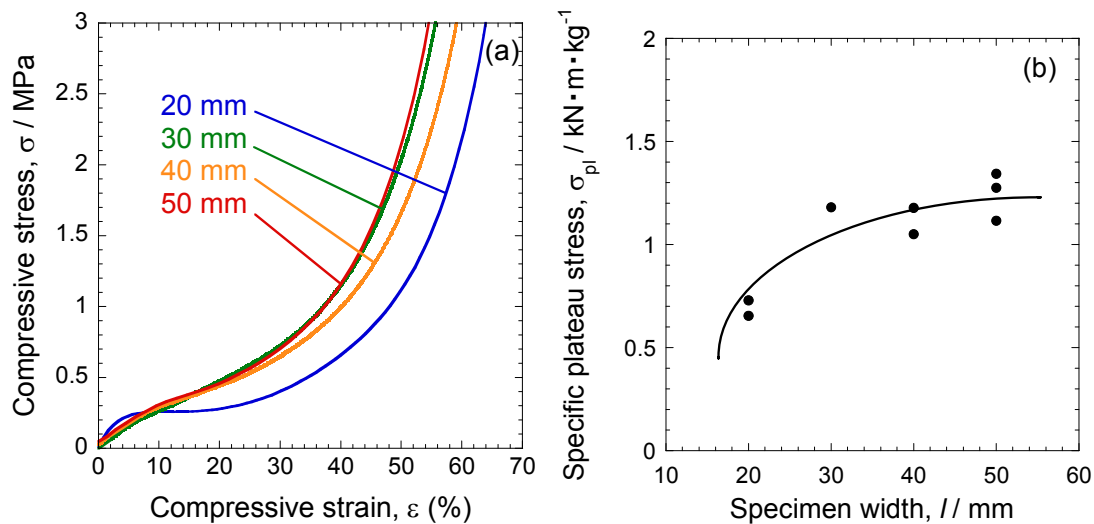 (a)
Compressive stress, σ / MPa
3
2.5
2
1.5
1
0.5
0
20 mm
30 mm
40 mm
50 mm
0 10 20 30 40 50 60 70
Compressive strain, ε (%)
(b)
Specific plateau stress, σpl / kN・m・kg-1
2
1.5
1
0.5
0
10 20 30 40 50 60
Specimen width, l / mm